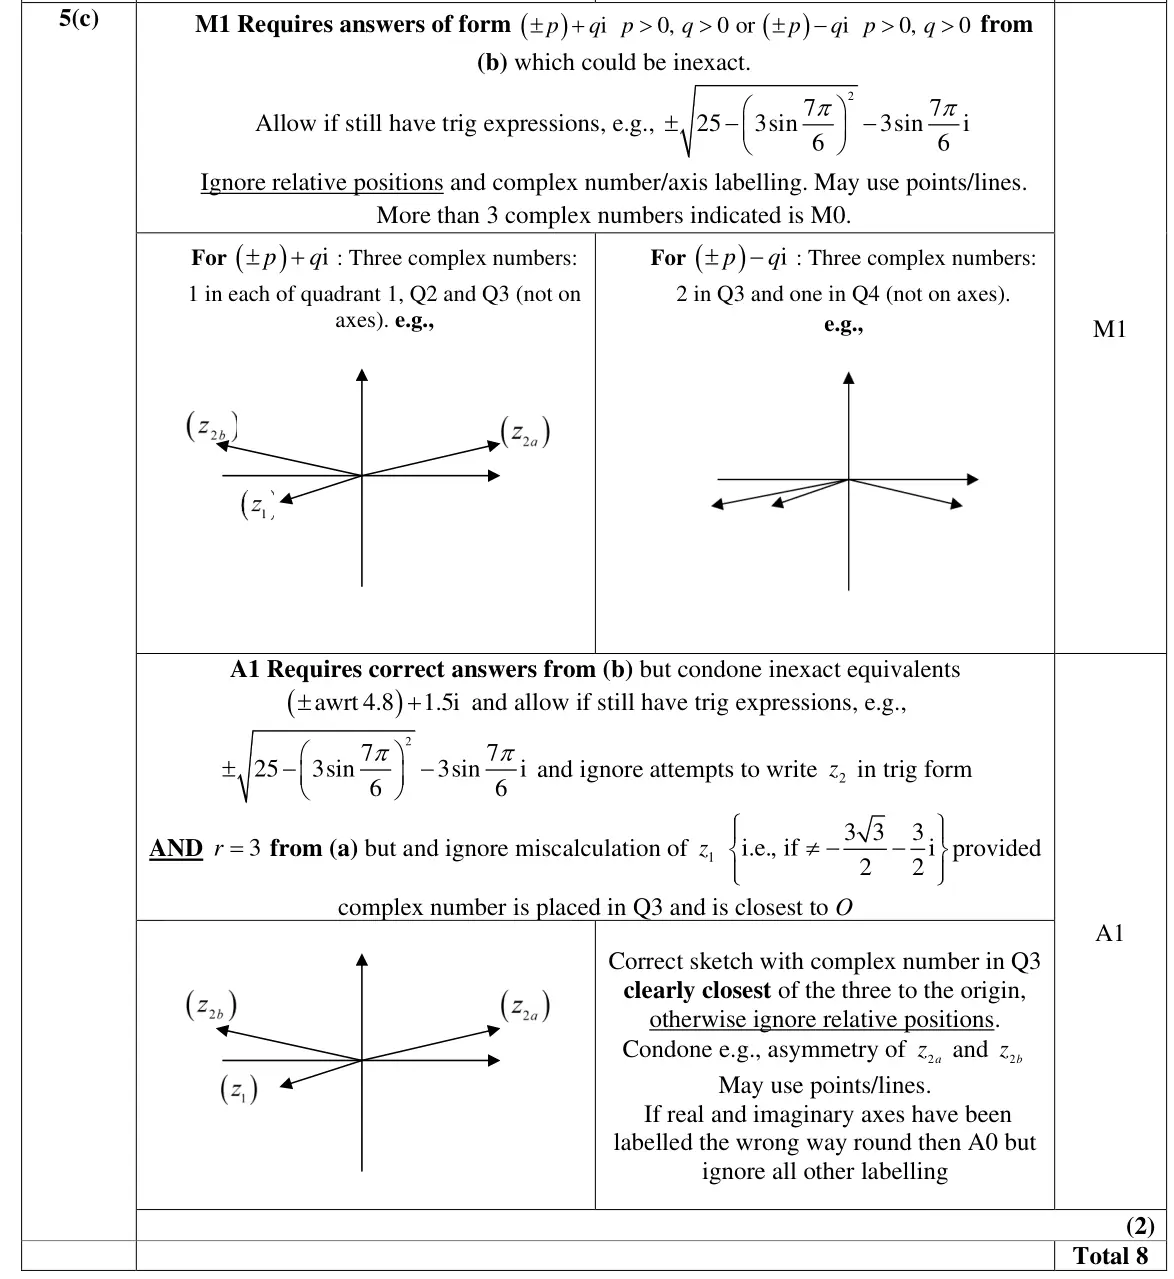 5(c)
M1 Requires answers of form (±p)+qi p>0, q>0 or (±p)−qi p>0, q>0 from
(b) which could be inexact.
Allow if still have trig expressions, e.g., ±√(25−(3sin 7π/6)²) −3sin 7π/6 i
Ignore relative positions and complex number/axis labelling. May use points/lines.
More than 3 complex numbers indicated is M0.
For (±p)+qi : Three complex numbers:
1 in each of quadrant 1, Q2 and Q3 (not on
axes). e.g.,
(z₂b)
(z₂a)
(z₁)
For (±p)−qi : Three complex numbers:
2 in Q3 and one in Q4 (not on axes).
e.g.,
M1
A1 Requires correct answers from (b) but condone inexact equivalents
(±awrt 4.8)+1.5i and allow if still have trig expressions, e.g.,
±√(25−(3sin 7π/6)²) −3sin 7π/6 i and ignore attempts to write z₂ in trig form
AND r = 3 from (a) but and ignore miscalculation of z₁ {i.e., if ≠ −3√3/2 − 3/2 i} provided
complex number is placed in Q3 and is closest to O
(z₂b)
(z₂a)
(z₁)
Correct sketch with complex number in Q3
clearly closest of the three to the origin,
otherwise ignore relative positions.
Condone e.g., asymmetry of z₂a and z₂b
May use points/lines.
If real and imaginary axes have been
labelled the wrong way round then A0 but
ignore all other labelling
A1
(2)
Total 8